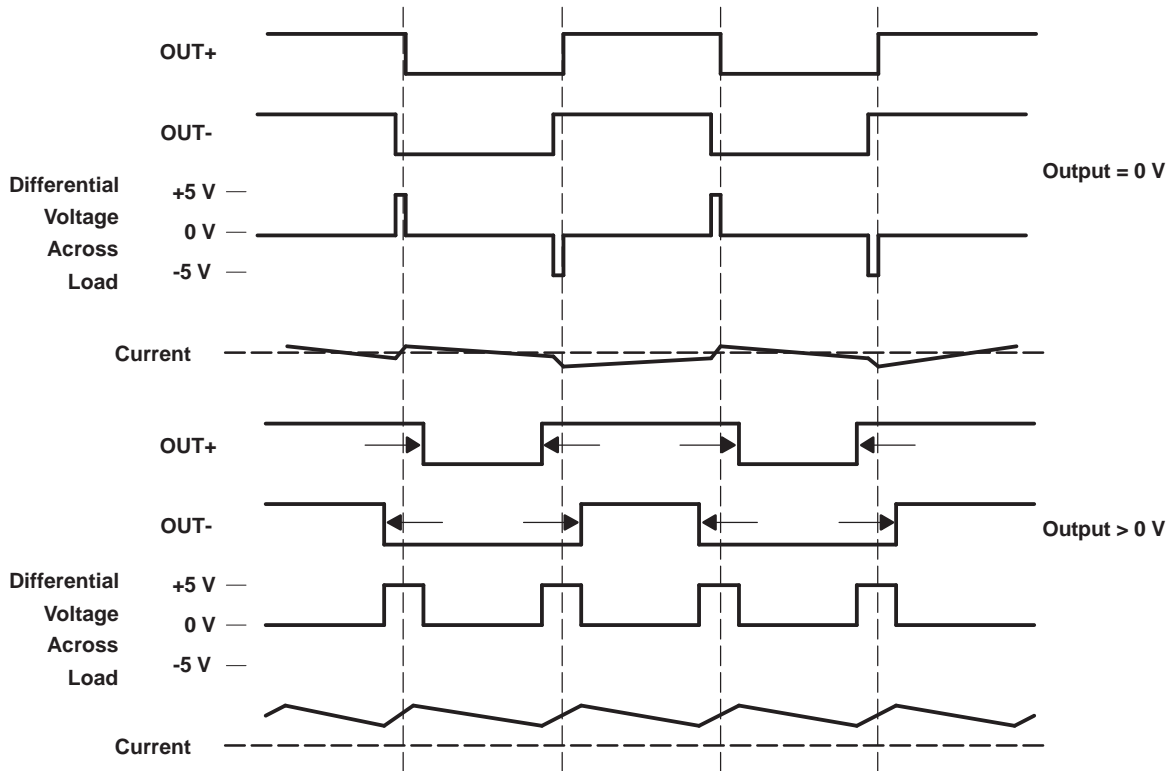 OUT+
OUT-
Output = 0 V
Differential
Voltage
Across
Load
+5 V
0 V
-5 V
Current
OUT+
OUT-
Output > 0 V
Differential
Voltage
Across
Load
+5 V
0 V
-5 V
Current